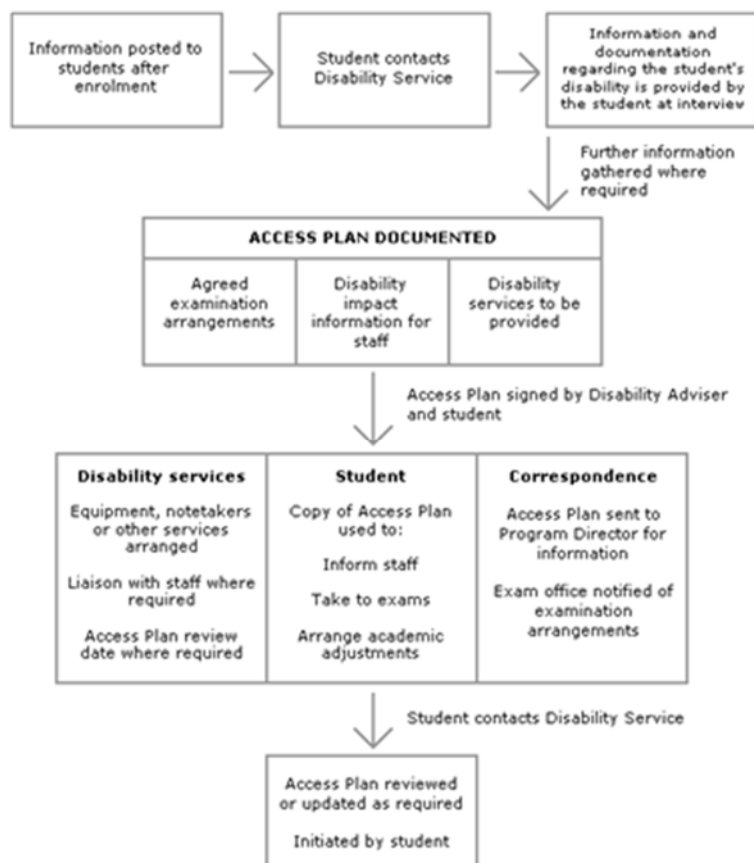 Information posted to
students after
enrolment
Student contacts
Disability Service
Information and
documentation
regarding the student's
disability is provided by
the student at interview
Further information
gathered where
required
ACCESS PLAN DOCUMENTED
Agreed
examination
arrangements
Disability
impact
information for
staff
Disability
services to be
provided
Access Plan signed by Disability Adviser
and student
Disability services
Equipment, notetakers
or other services
arranged
Liaison with staff where
required
Access Plan review
date where required
Student
Copy of Access Plan
used to:
Inform staff
Take to exams
Arrange academic
adjustments
Correspondence
Access Plan sent to
Program Director for
information
Exam office notified of
examination
arrangements
Student contacts Disability Service
Access Plan reviewed
or updated as required
Initiated by student